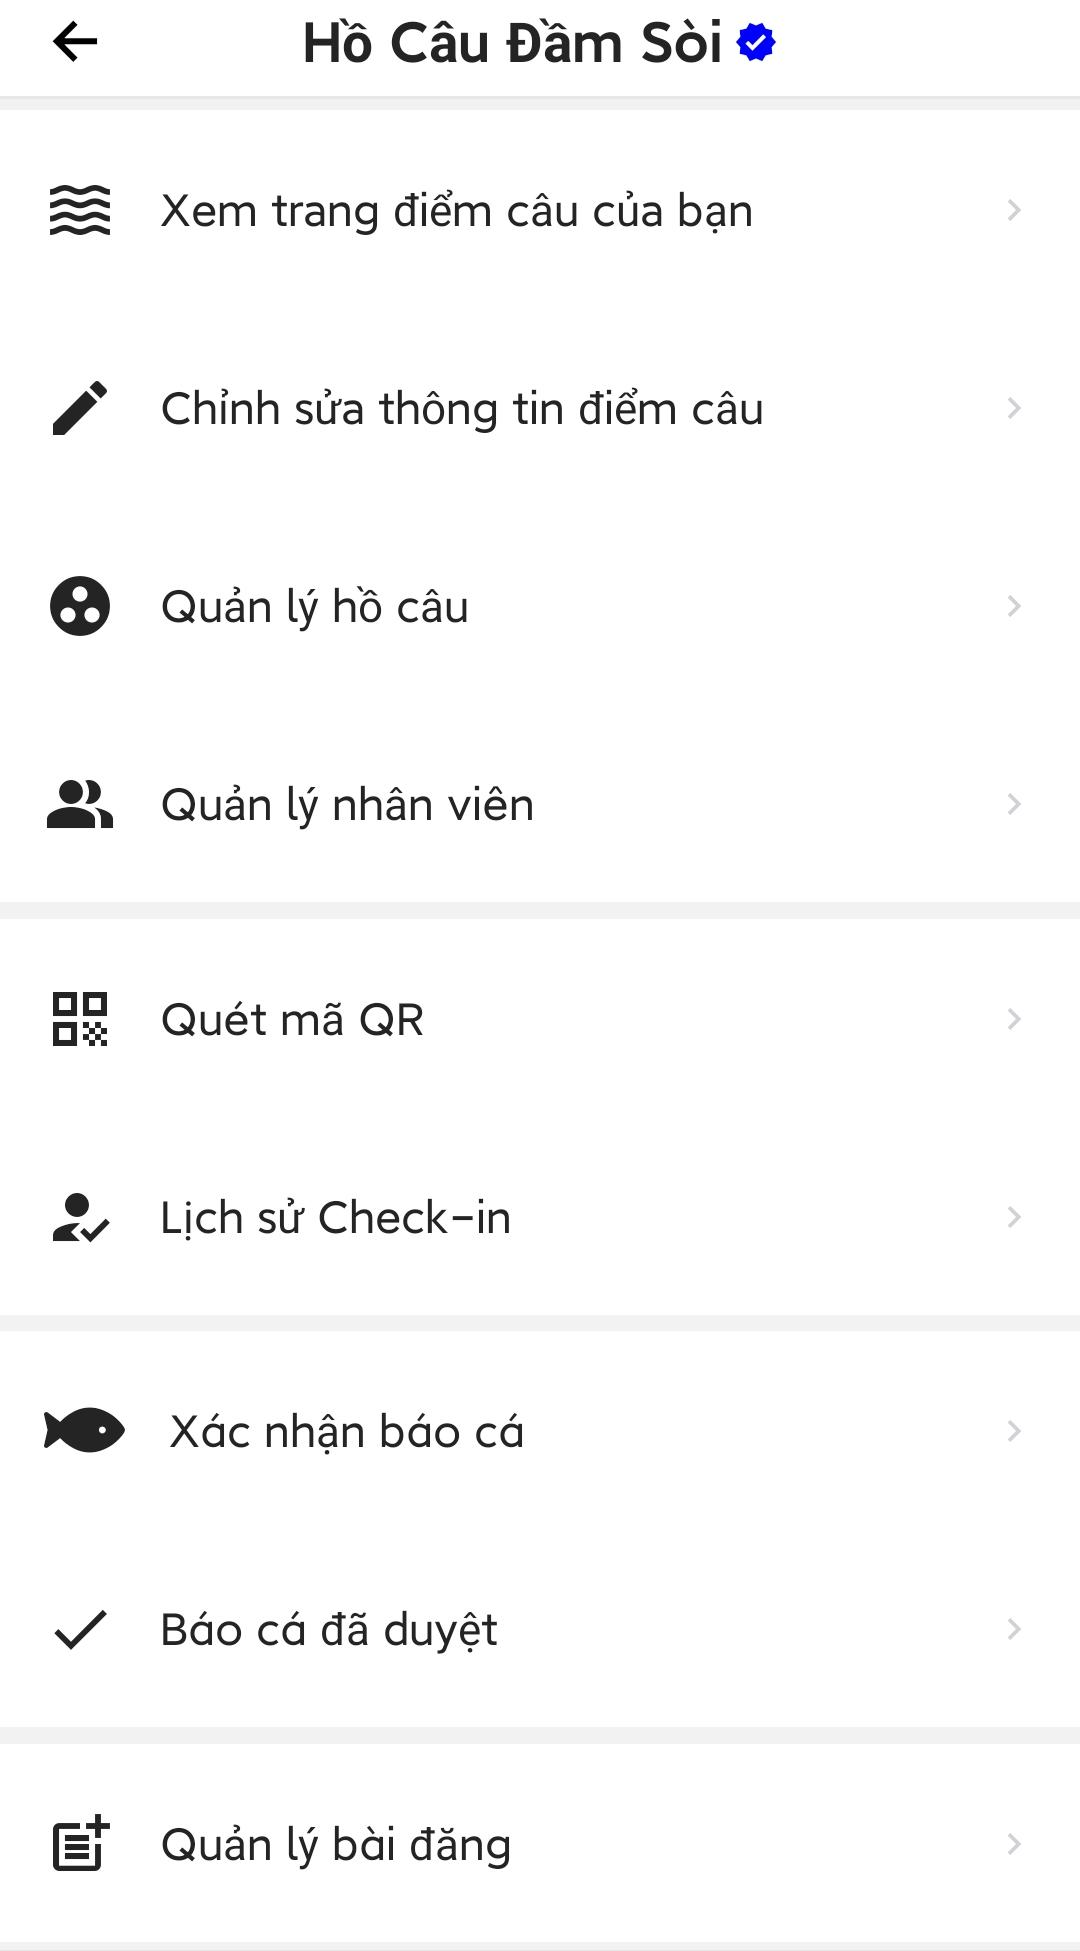 Hồ Câu Đầm Sòi
Xem trang điểm câu của bạn
Chỉnh sửa thông tin điểm câu
Quản lý hồ câu
Quản lý nhân viên
Quét mã QR
Lịch sử Check-in
Xác nhận báo cá
Báo cá đã duyệt
Quản lý bài đăng